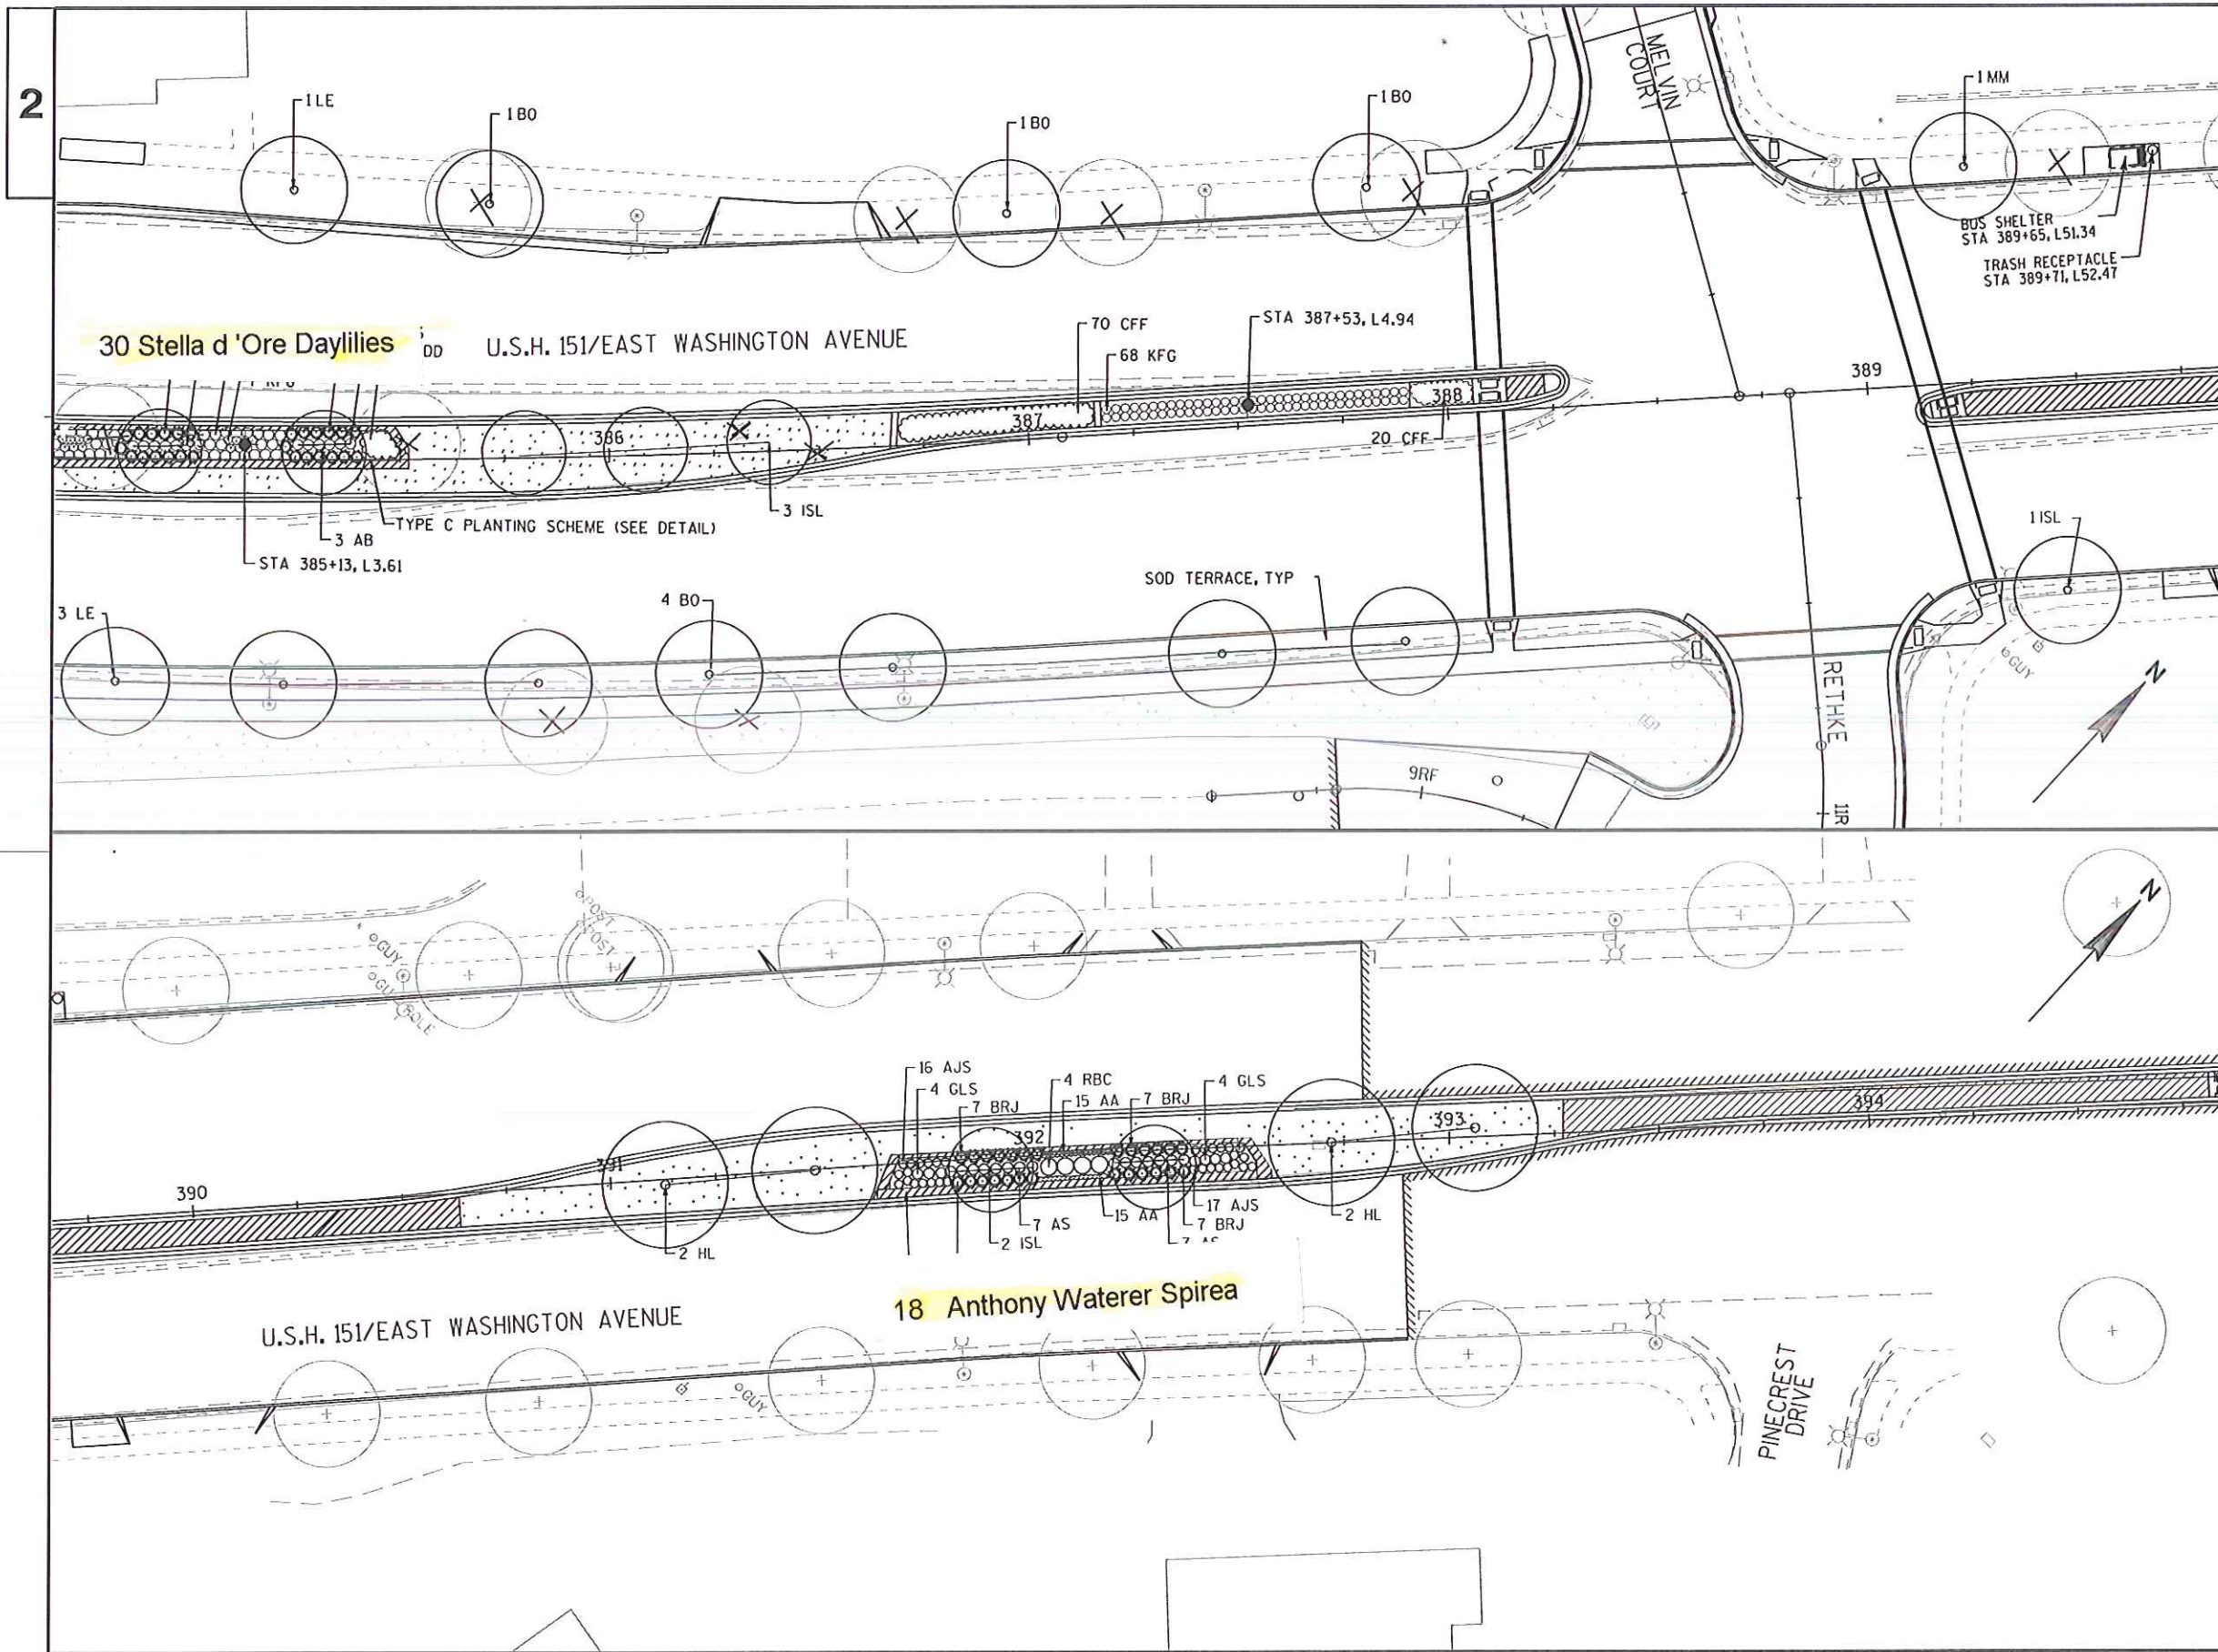 2
MELVIN
COURT
1 LE
1 BO
1 BO
1 BO
1 MM
BUS SHELTER
STA 389+65, L51.34
TRASH RECEPTACLE
STA 389+71, L52.47
30 Stella d 'Ore Daylilies
DD
U.S.H. 151/EAST WASHINGTON AVENUE
70 CFF
68 KFG
STA 387+53, L4.94
389
388
387
386
20 CFF
3 ISL
TYPE C PLANTING SCHEME (SEE DETAIL)
3 AB
STA 385+13, L3.61
1 ISL
3 LE
4 BO
SOD TERRACE, TYP
GUY
RETHKE
N
9RF
11R
POST
POST
GUY
GUY POLE
N
16 AJS
4 GLS
7 BRJ
4 RBC
15 AA
7 BRJ
4 GLS
390
391
392
393
394
2 HL
7 AS
2 ISL
15 AA
17 AJS
7 BRJ
2 HL
18 Anthony Waterer Spirea
U.S.H. 151/EAST WASHINGTON AVENUE
GUY
PINECREST
DRIVE